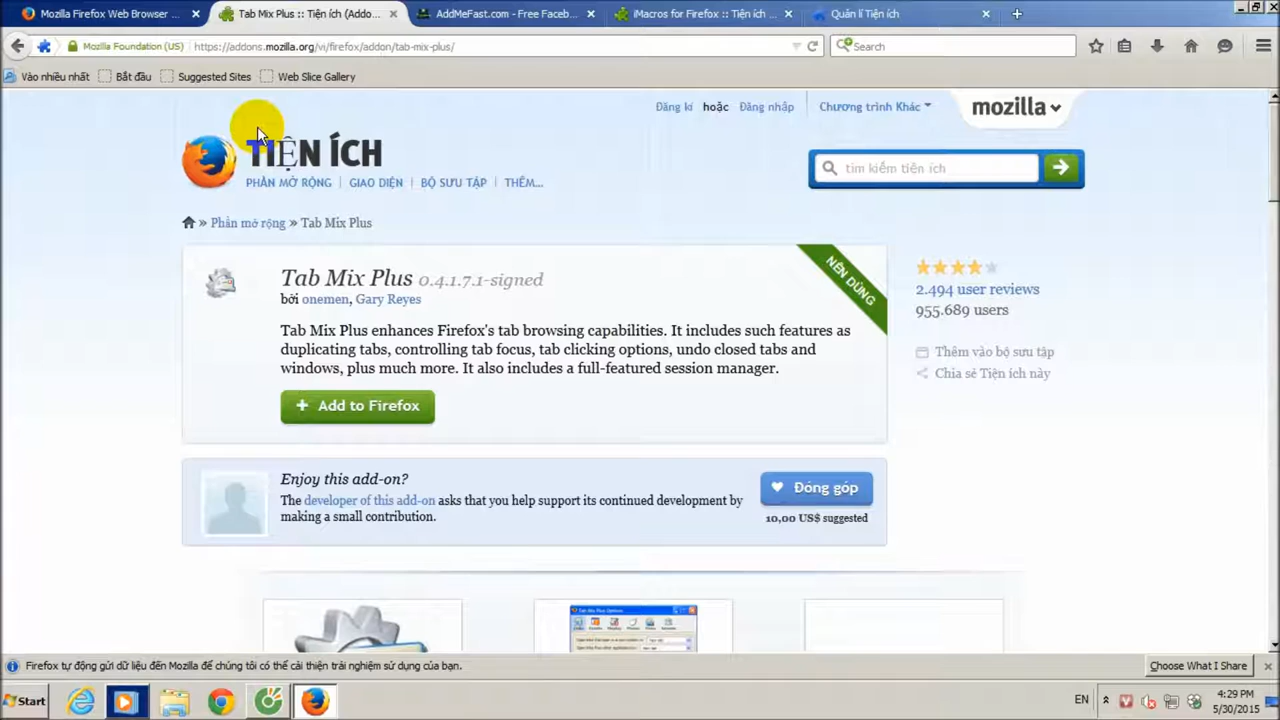 Mozilla Firefox Web Browser ...
Tab Mix Plus :: Tiện ích (Addo...
AddMeFast.com - Free Faceb...
iMacros for Firefox :: Tiện ích ...
Quản lí Tiện ích
Mozilla Foundation (US)
https://addons.mozilla.org/vi/firefox/addon/tab-mix-plus/
Search
Vào nhiều nhất
Bắt đầu
Suggested Sites
Web Slice Gallery
Đăng kí hoặc Đăng nhập
Chương trình Khác
mozilla
TIỆN ÍCH
tìm kiếm tiện ích
PHẦN MỞ RỘNG | GIAO DIỆN | BỘ SƯU TẬP | THÊM...
» Phần mở rộng » Tab Mix Plus
Tab Mix Plus 0.4.1.7.1-signed
bởi onemen, Gary Reyes
NÊN DÙNG
Tab Mix Plus enhances Firefox's tab browsing capabilities. It includes such features as
duplicating tabs, controlling tab focus, tab clicking options, undo closed tabs and
windows, plus much more. It also includes a full-featured session manager.
+ Add to Firefox
2.494 user reviews
955.689 users
Thêm vào bộ sưu tập
Chia sẻ Tiện ích này
Enjoy this add-on?
The developer of this add-on asks that you help support its continued development by
making a small contribution.
Đóng góp
10,00 US$ suggested
Tab Mix Plus Options
Firefox tự động gửi dữ liệu đến Mozilla để chúng tôi có thể cải thiện trải nghiệm sử dụng của bạn.
Choose What I Share
Start
EN
4:29 PM
5/30/2015